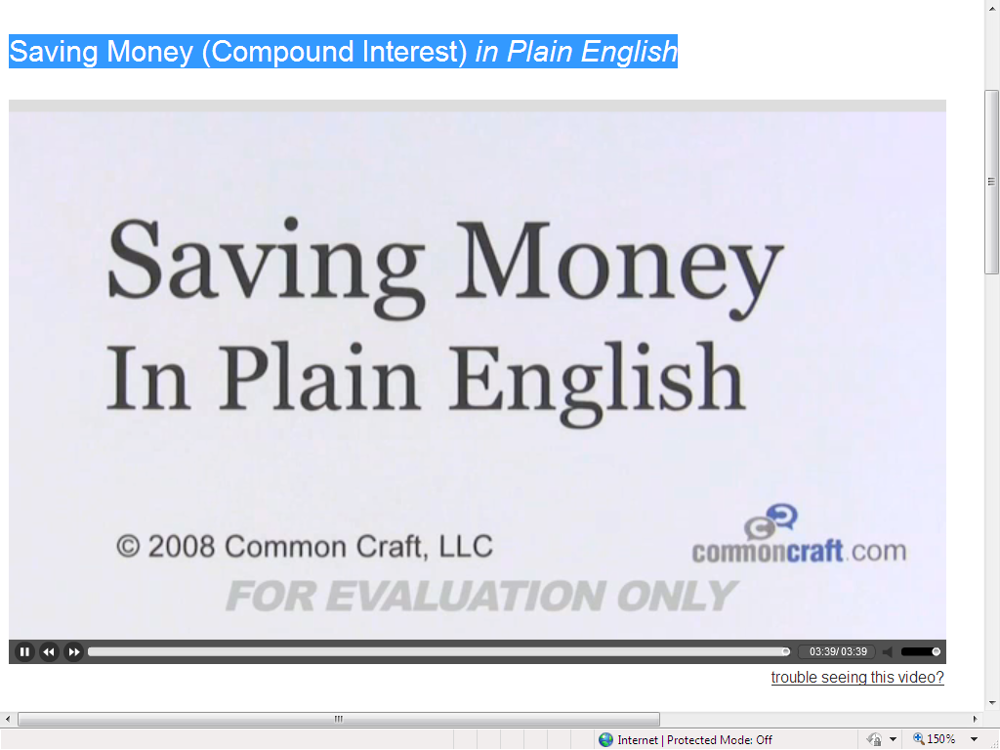 Saving Money (Compound Interest) in Plain English
Saving Money
In Plain English
© 2008 Common Craft, LLC
commoncraft.com
FOR EVALUATION ONLY
03:39/03:39
trouble seeing this video?
Internet | Protected Mode: Off
150%